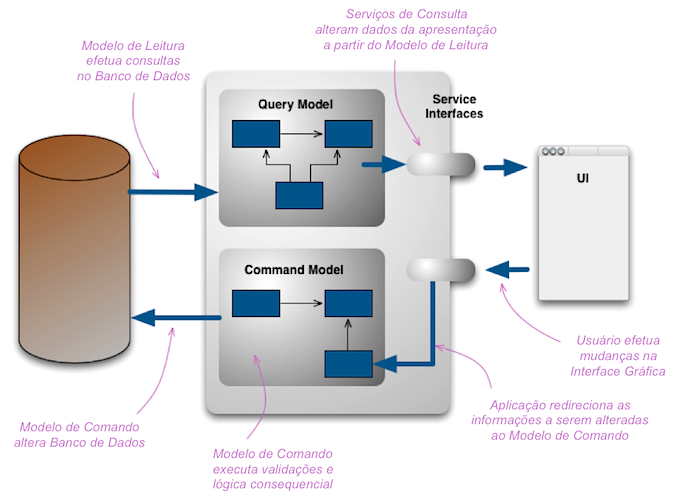 Serviços de Consulta
alteram dados da apresentação
a partir do Modelo de Leitura
Modelo de Leitura
efetua consultas
no Banco de Dados
Query Model
Service
Interfaces
UI
Command Model
Usuário efetua
mudanças na
Interface Gráfica
Aplicação redireciona as
informações a serem alteradas
ao Modelo de Comando
Modelo de Comando
altera Banco de Dados
Modelo de Comando
executa validações e
lógica consequencial